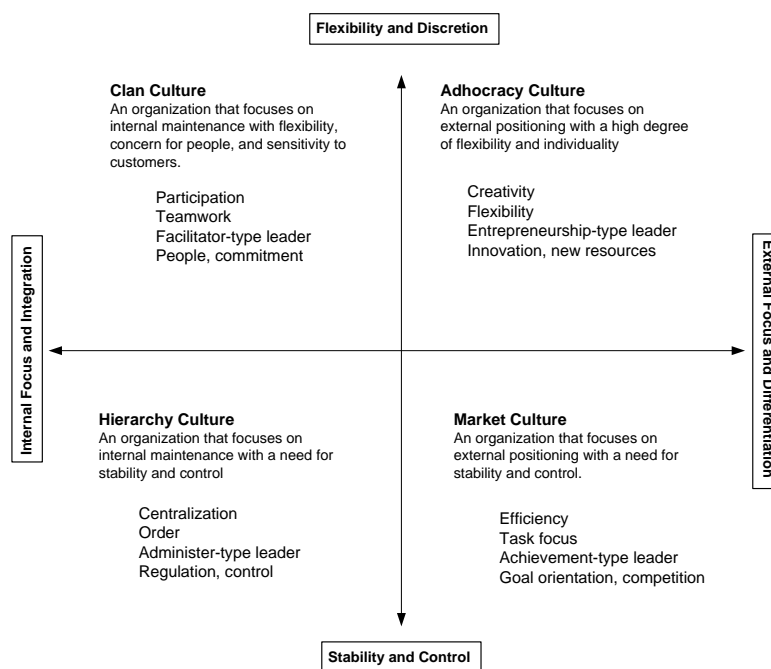 Flexibility and Discretion
Clan Culture
An organization that focuses on
internal maintenance with flexibility,
concern for people, and sensitivity to
customers.
Participation
Teamwork
Facilitator-type leader
People, commitment
Adhocracy Culture
An organization that focuses on
external positioning with a high degree
of flexibility and individuality
Creativity
Flexibility
Entrepreneurship-type leader
Innovation, new resources
Internal Focus and Integration
External Focus and Differentiation
Hierarchy Culture
An organization that focuses on
internal maintenance with a need for
stability and control
Centralization
Order
Administer-type leader
Regulation, control
Market Culture
An organization that focuses on
external positioning with a need for
stability and control.
Efficiency
Task focus
Achievement-type leader
Goal orientation, competition
Stability and Control